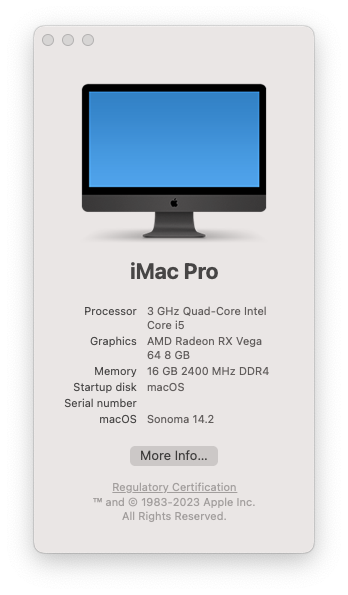 iMac Pro
Processor 3 GHz Quad-Core Intel
Core i5
Graphics AMD Radeon RX Vega
64 8 GB
Memory 16 GB 2400 MHz DDR4
Startup disk macOS
Serial number
macOS Sonoma 14.2
More Info...
Regulatory Certification
™ and © 1983-2023 Apple Inc.
All Rights Reserved.